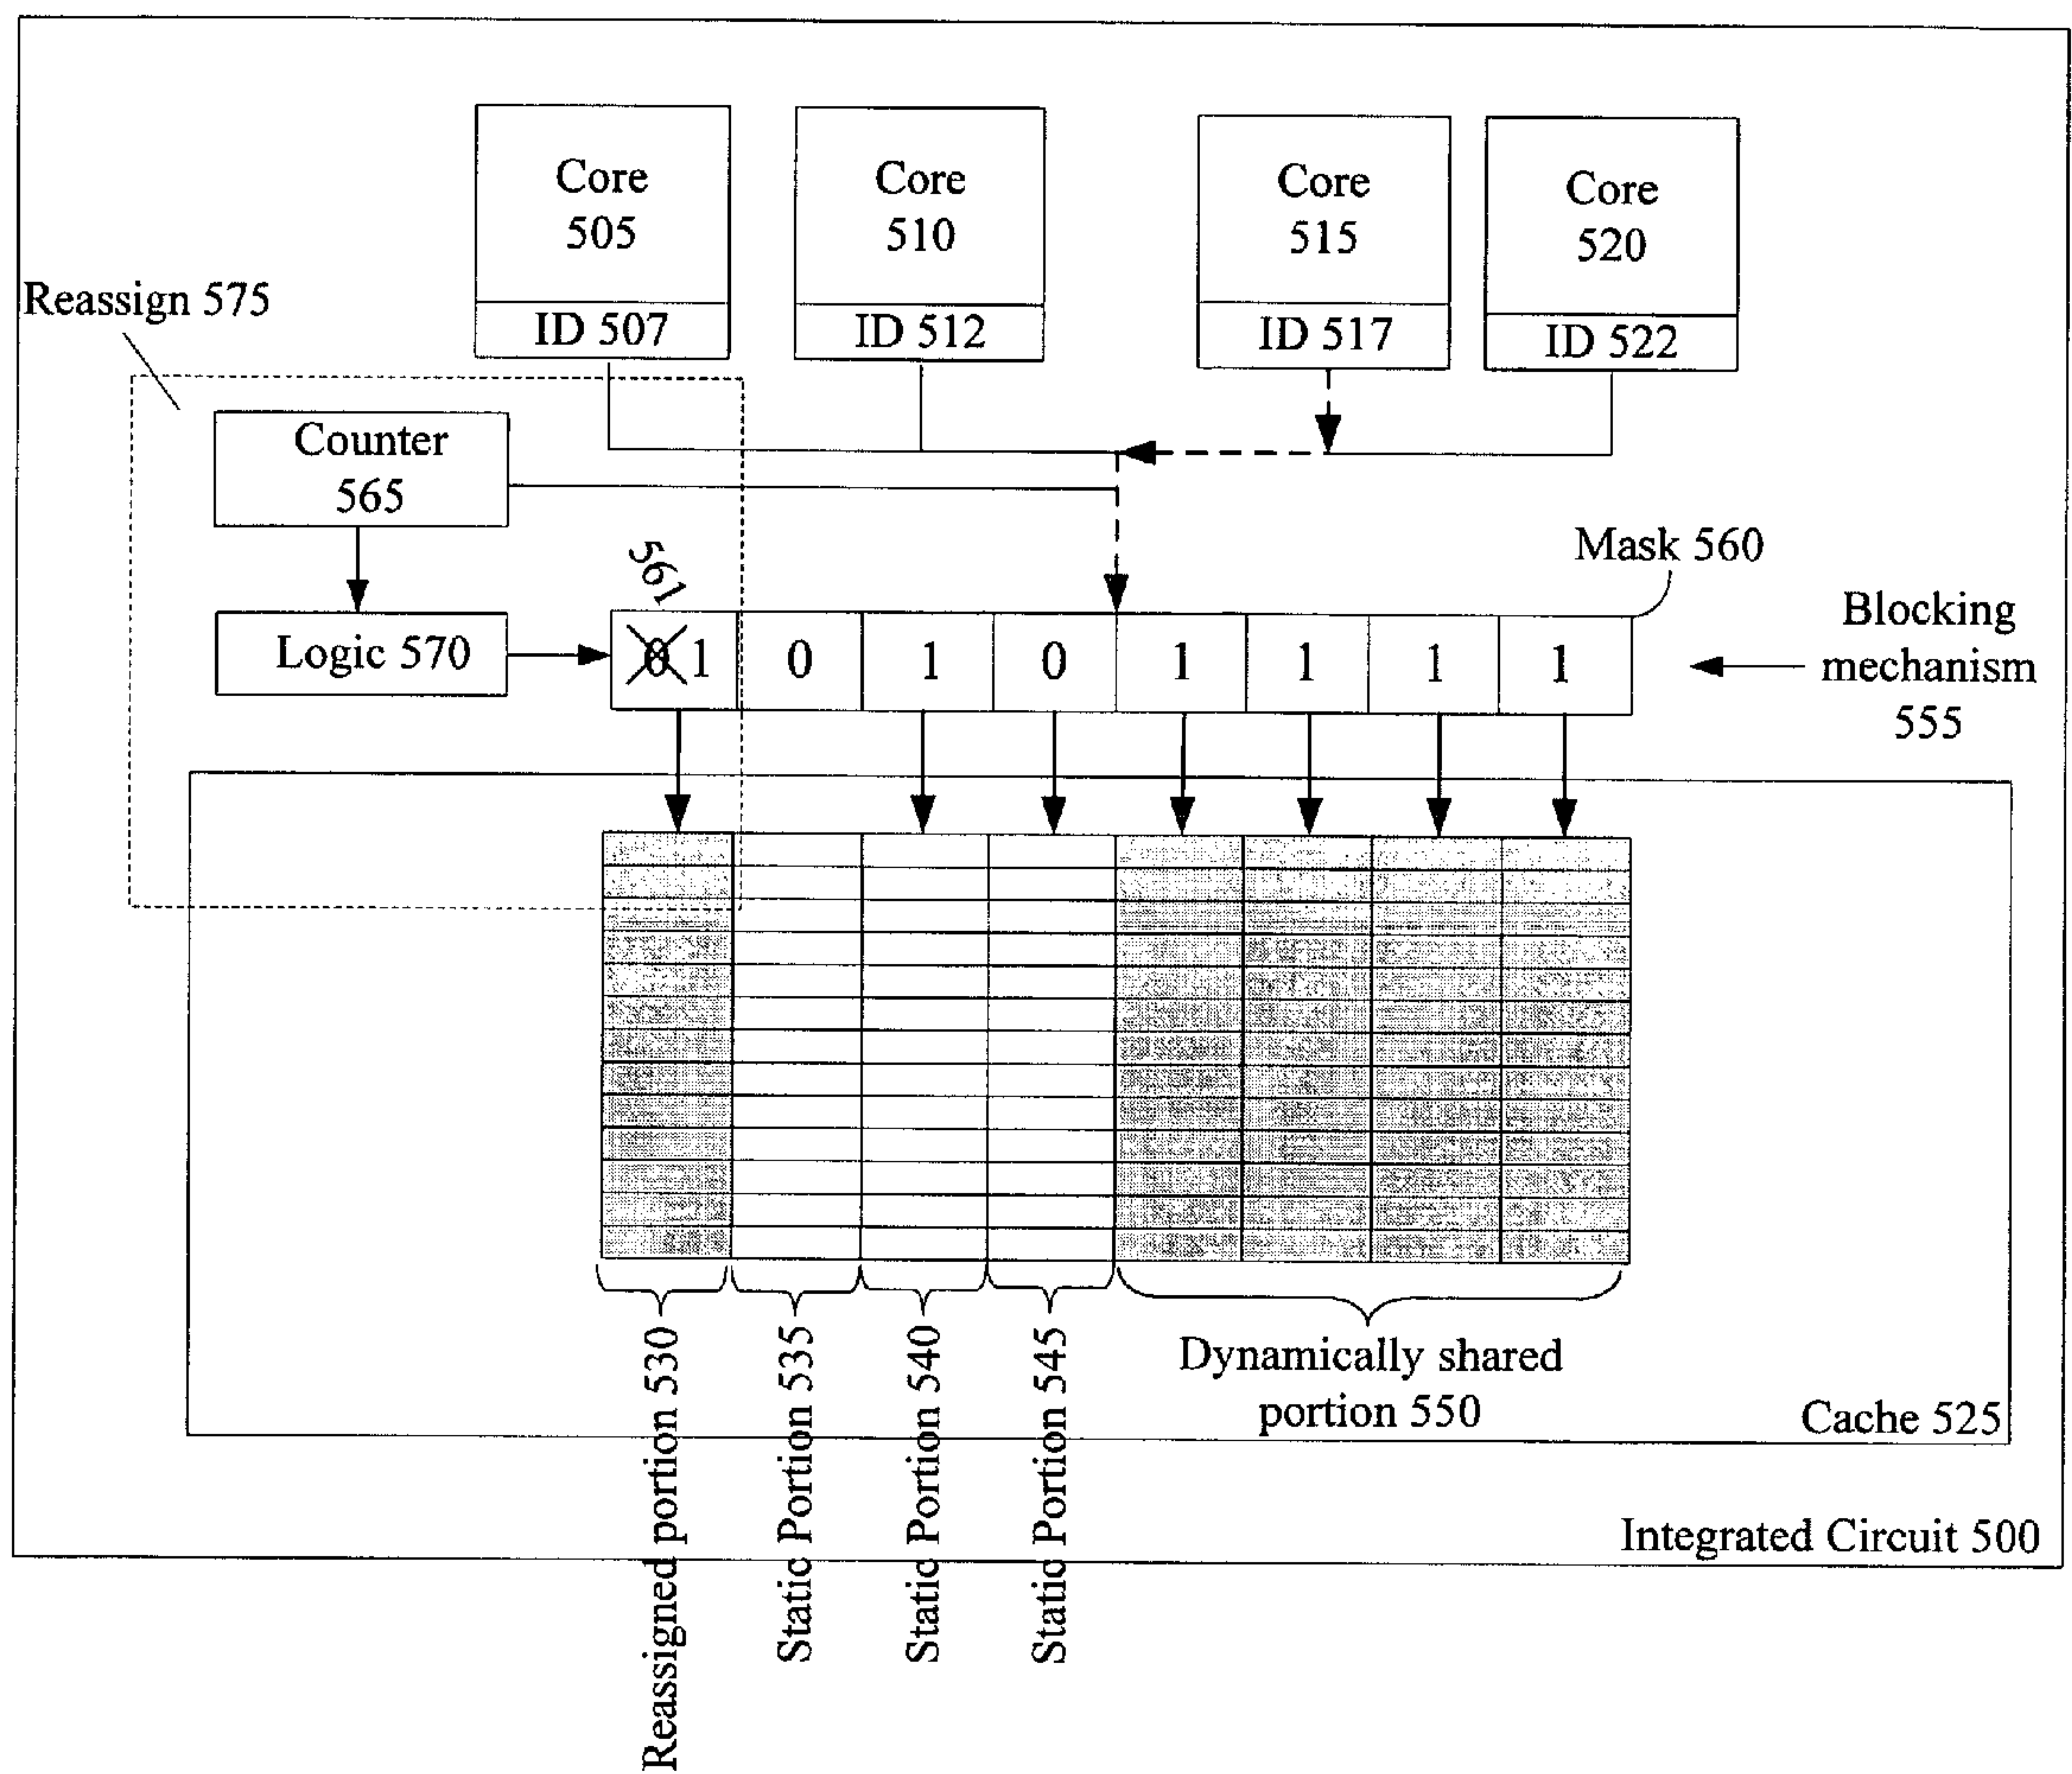 Core
505
ID 507
Core
510
ID 512
Core
515
ID 517
Core
520
ID 522
Reassign 575
Counter
565
Logic 570
561
Mask 560
Blocking
mechanism
555
0 1 0 1 0 1 1 1 1
Reassigned portion 530
Static Portion 535
Static Portion 540
Static Portion 545
Dynamically shared
portion 550
Cache 525
Integrated Circuit 500